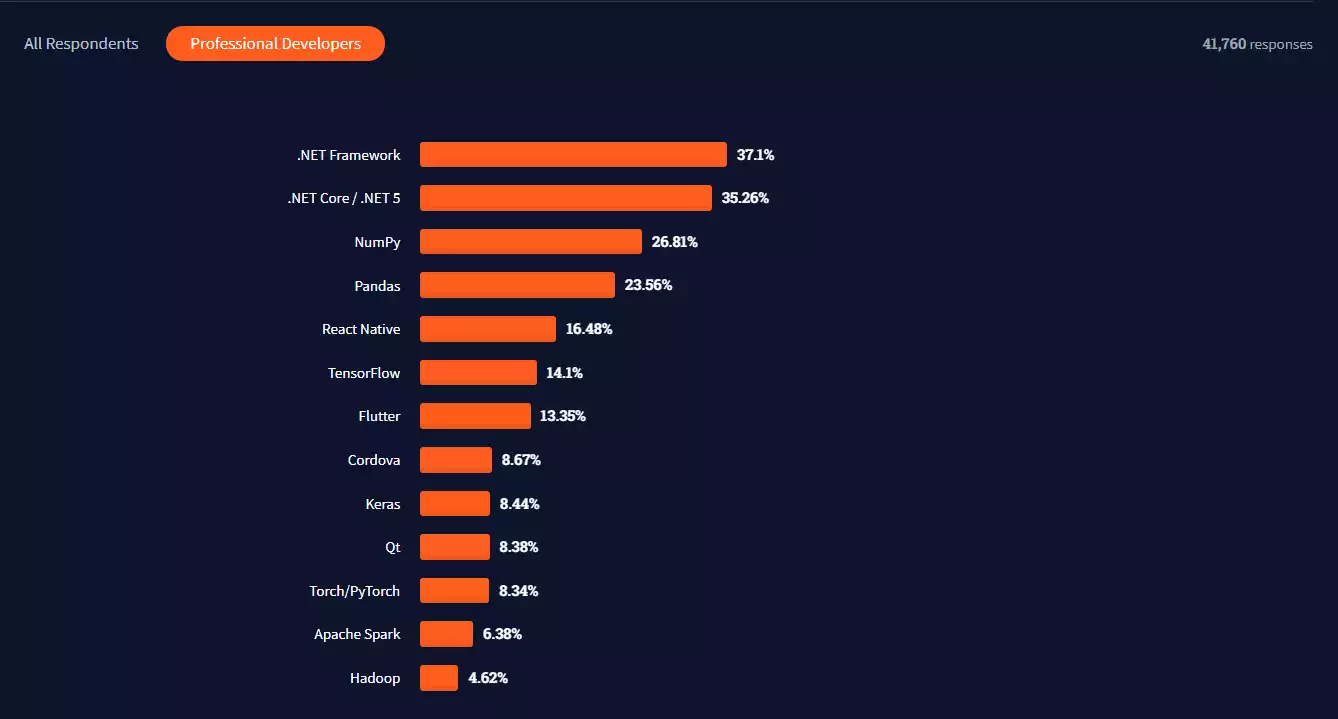 All Respondents Professional Developers 41,760 responses
.NET Framework 37.1%
.NET Core / .NET 5 35.26%
NumPy 26.81%
Pandas 23.56%
React Native 16.48%
TensorFlow 14.1%
Flutter 13.35%
Cordova 8.67%
Keras 8.44%
Qt 8.38%
Torch/PyTorch 8.34%
Apache Spark 6.38%
Hadoop 4.62%